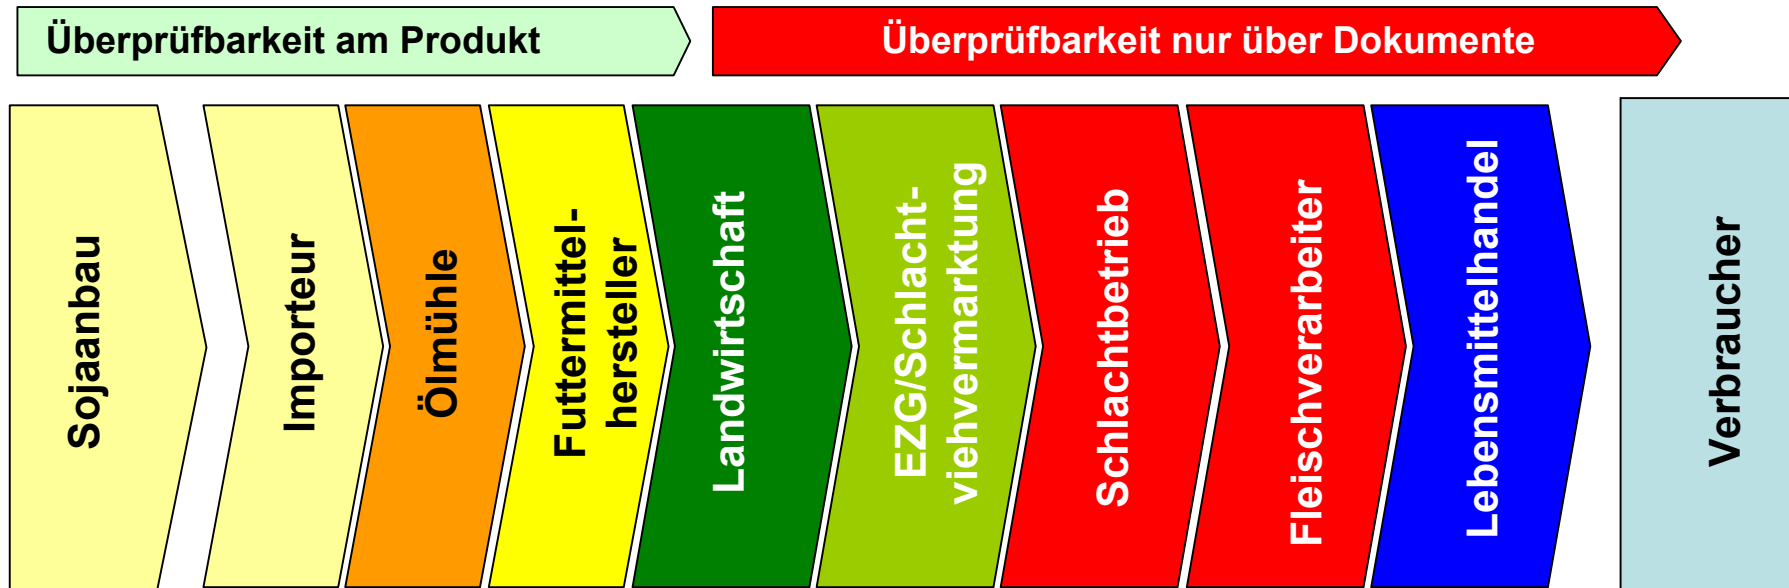 Überprüfbarkeit am Produkt
Überprüfbarkeit nur über Dokumente
Sojaanbau
Importeur
Ölmühle
Futtermittel-
hersteller
Landwirtschaft
EZG/Schlacht-
viehvermarktung
Schlachtbetrieb
Fleischverarbeiter
Lebensmittelhandel
Verbraucher